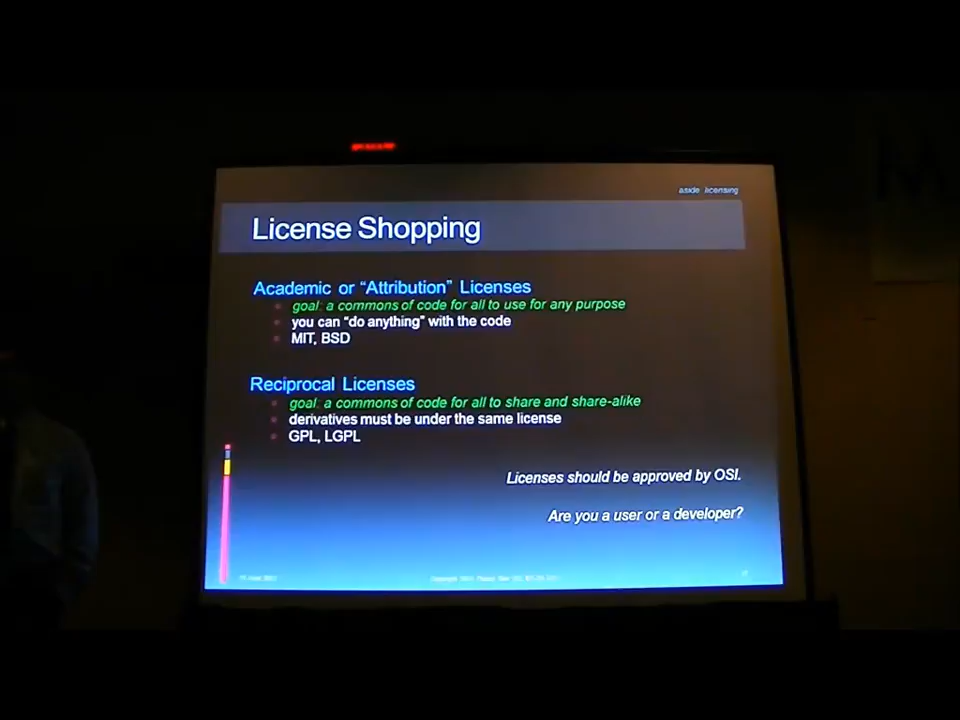 aside licensing
License Shopping
Academic or “Attribution” Licenses
goal: a commons of code for all to use for any purpose
you can “do anything” with the code
MIT, BSD
Reciprocal Licenses
goal: a commons of code for all to share and share-alike
derivatives must be under the same license
GPL, LGPL
Licenses should be approved by OSI.
Are you a user or a developer?